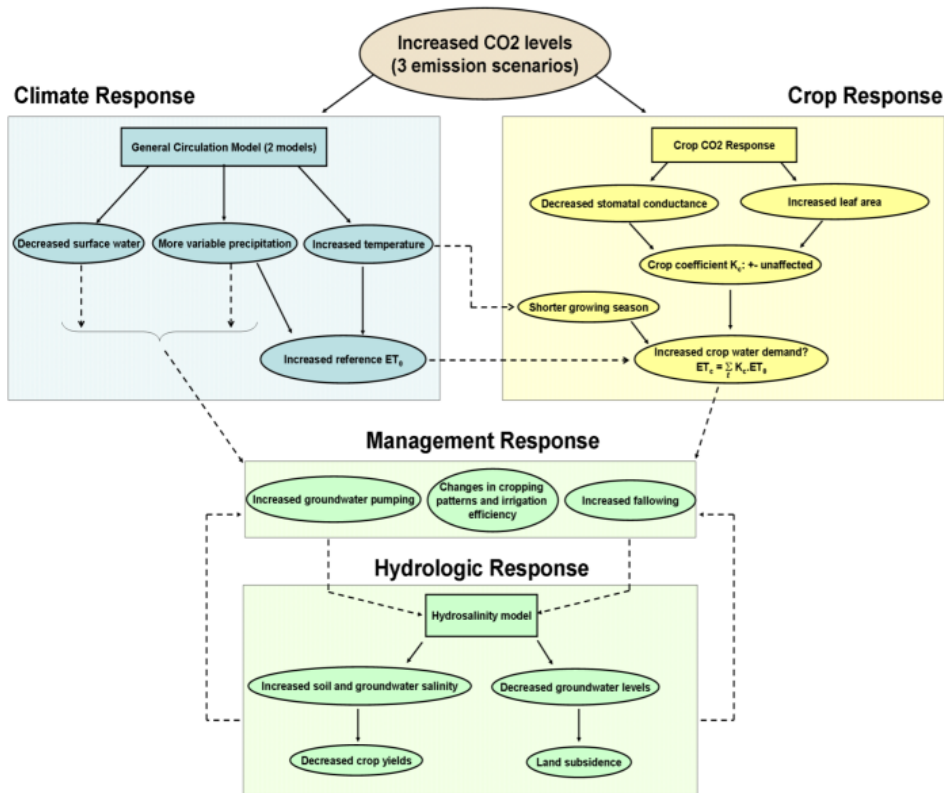 Increased CO2 levels
(3 emission scenarios)
Climate Response
Crop Response
General Circulation Model (2 models)
Decreased surface water
More variable precipitation
Increased temperature
Increased reference ET₀
Crop CO2 Response
Decreased stomatal conductance
Increased leaf area
Crop coefficient K꜀: +- unaffected
Shorter growing season
Increased crop water demand?
ET꜀ = ∑ K꜀.ET₀
t
Management Response
Increased groundwater pumping
Changes in cropping
patterns and irrigation
efficiency
Increased fallowing
Hydrologic Response
Hydrosalinity model
Increased soil and groundwater salinity
Decreased groundwater levels
Decreased crop yields
Land subsidence